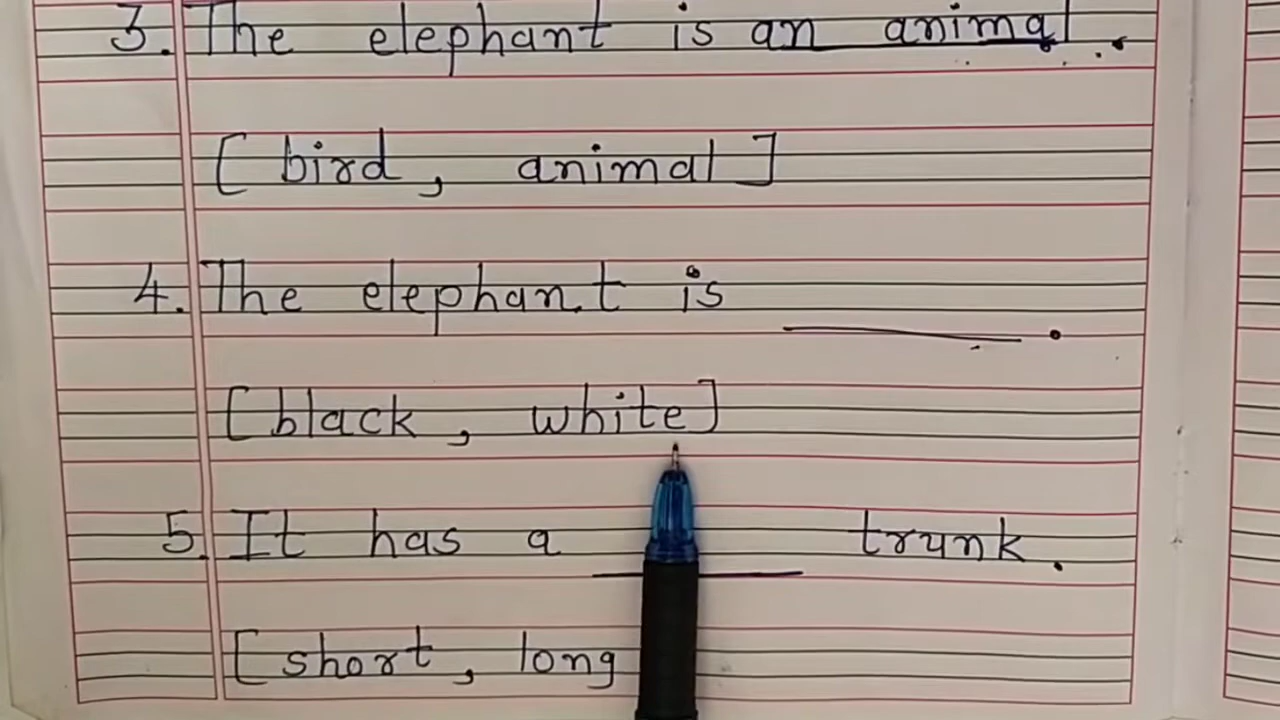 3. The elephant is an animal.
[bird, animal]
4. The elephant is ______.
[black, white]
5. It has a ______ trunk.
[short, long